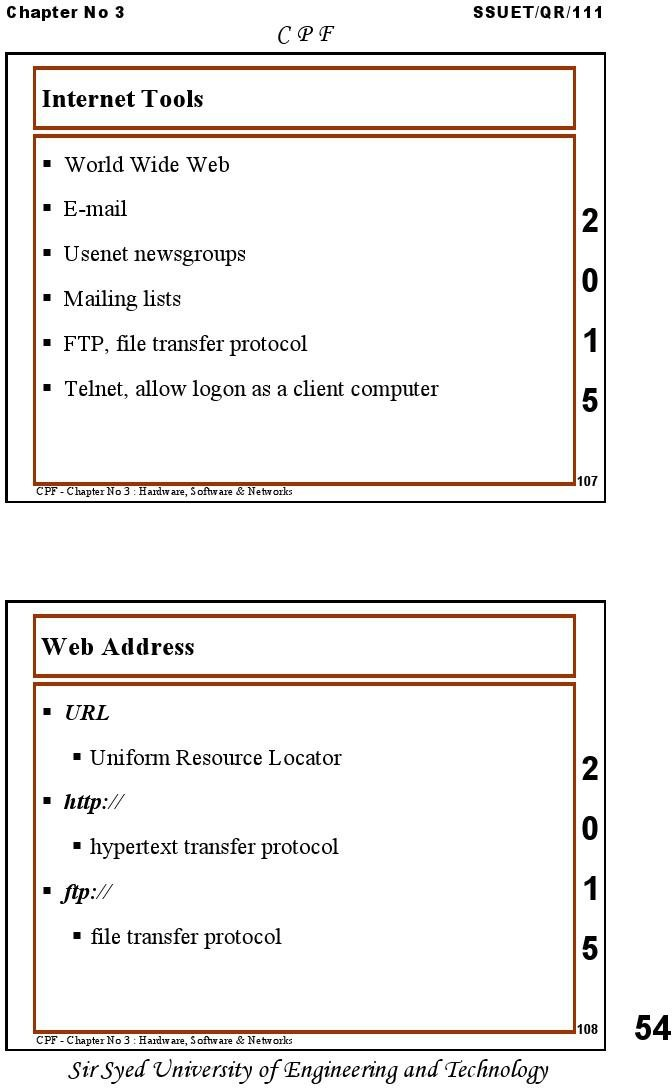 Chapter No 3 SSUET/QR/111
C P F
Internet Tools
▪ World Wide Web
▪ E-mail
▪ Usenet newsgroups
▪ Mailing lists
▪ FTP, file transfer protocol
▪ Telnet, allow logon as a client computer
2
0
1
5
107
CPF - Chapter No 3 : Hardware, Software & Networks
Web Address
▪ URL
▪ Uniform Resource Locator
▪ http://
▪ hypertext transfer protocol
▪ ftp://
▪ file transfer protocol
2
0
1
5
108
CPF - Chapter No 3 : Hardware, Software & Networks
54
Sir Syed University of Engineering and Technology